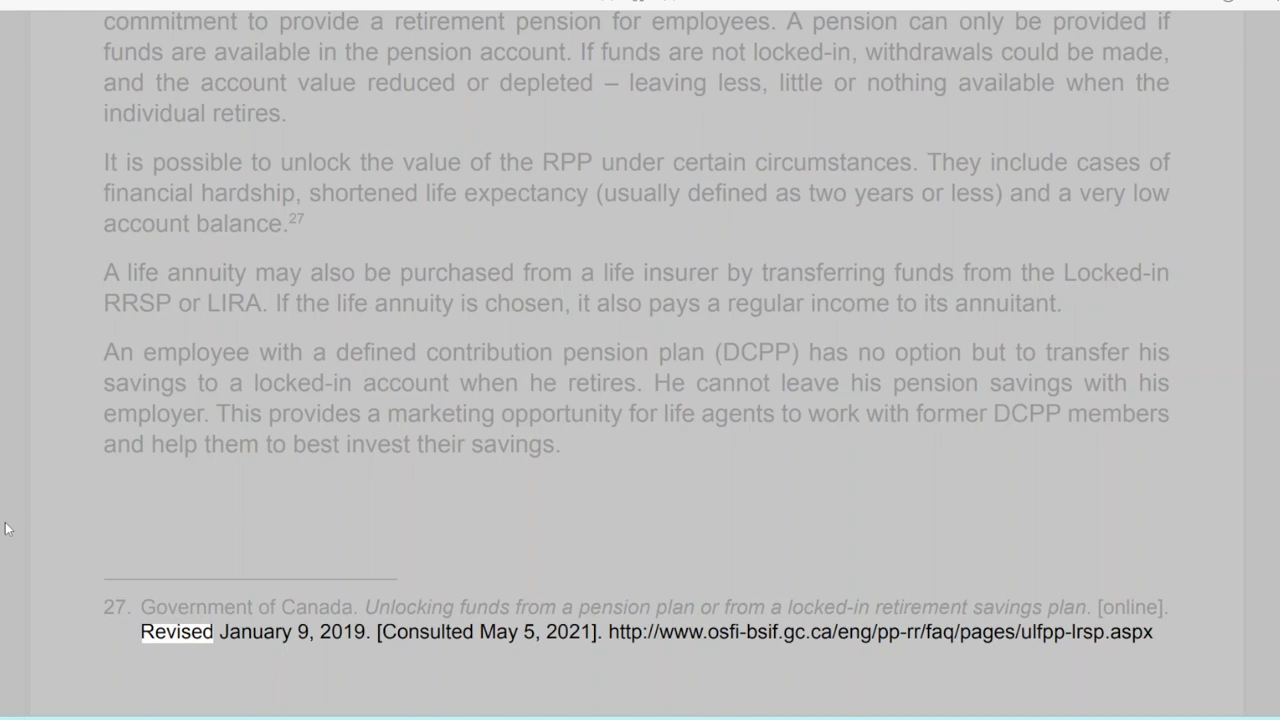 commitment to provide a retirement pension for employees. A pension can only be provided if
funds are available in the pension account. If funds are not locked-in, withdrawals could be made,
and the account value reduced or depleted – leaving less, little or nothing available when the
individual retires.
It is possible to unlock the value of the RPP under certain circumstances. They include cases of
financial hardship, shortened life expectancy (usually defined as two years or less) and a very low
account balance.27
A life annuity may also be purchased from a life insurer by transferring funds from the Locked-in
RRSP or LIRA. If the life annuity is chosen, it also pays a regular income to its annuitant.
An employee with a defined contribution pension plan (DCPP) has no option but to transfer his
savings to a locked-in account when he retires. He cannot leave his pension savings with his
employer. This provides a marketing opportunity for life agents to work with former DCPP members
and help them to best invest their savings.
27. Government of Canada. Unlocking funds from a pension plan or from a locked-in retirement savings plan. [online].
Revised January 9, 2019. [Consulted May 5, 2021]. http://www.osfi-bsif.gc.ca/eng/pp-rr/faq/pages/ulfpp-lrsp.aspx